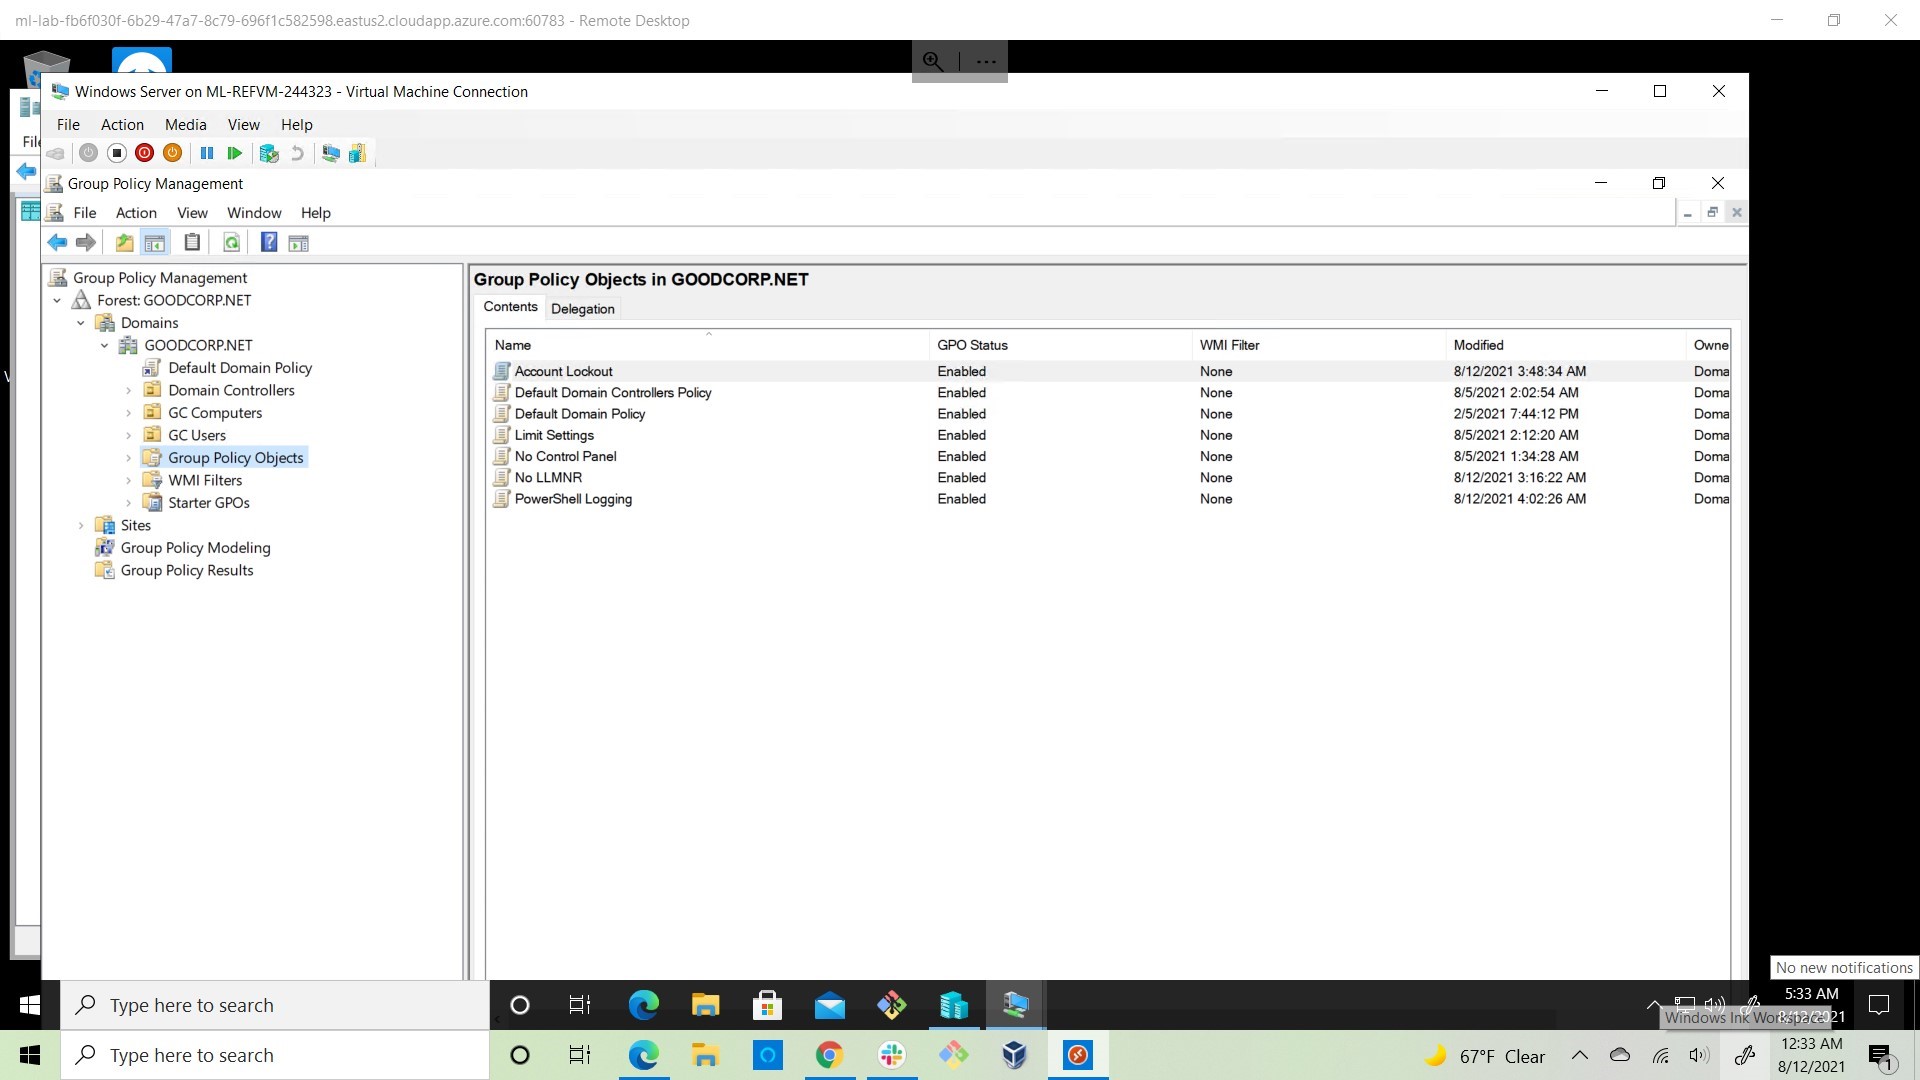 ml-lab-fb6f030f-6b29-47a7-8c79-696f1c582598.eastus2.cloudapp.azure.com:60783 - Remote Desktop
Windows Server on ML-REFVM-244323 - Virtual Machine Connection
File Action Media View Help
Group Policy Management
File Action View Window Help
Group Policy Management
Forest: GOODCORP.NET
Domains
GOODCORP.NET
Default Domain Policy
Domain Controllers
GC Computers
GC Users
Group Policy Objects
WMI Filters
Starter GPOs
Sites
Group Policy Modeling
Group Policy Results
Group Policy Objects in GOODCORP.NET
Contents Delegation
Name GPO Status WMI Filter Modified Owne
Account Lockout Enabled None 8/12/2021 3:48:34 AM Doma
Default Domain Controllers Policy Enabled None 8/5/2021 2:02:54 AM Doma
Default Domain Policy Enabled None 2/5/2021 7:44:12 PM Doma
Limit Settings Enabled None 8/5/2021 2:12:20 AM Doma
No Control Panel Enabled None 8/5/2021 1:34:28 AM Doma
No LLMNR Enabled None 8/12/2021 3:16:22 AM Doma
PowerShell Logging Enabled None 8/12/2021 4:02:26 AM Doma
No new notifications
Type here to search
5:33 AM
Windows Ink Workspace
Type here to search
67°F Clear
12:33 AM
8/12/2021
1